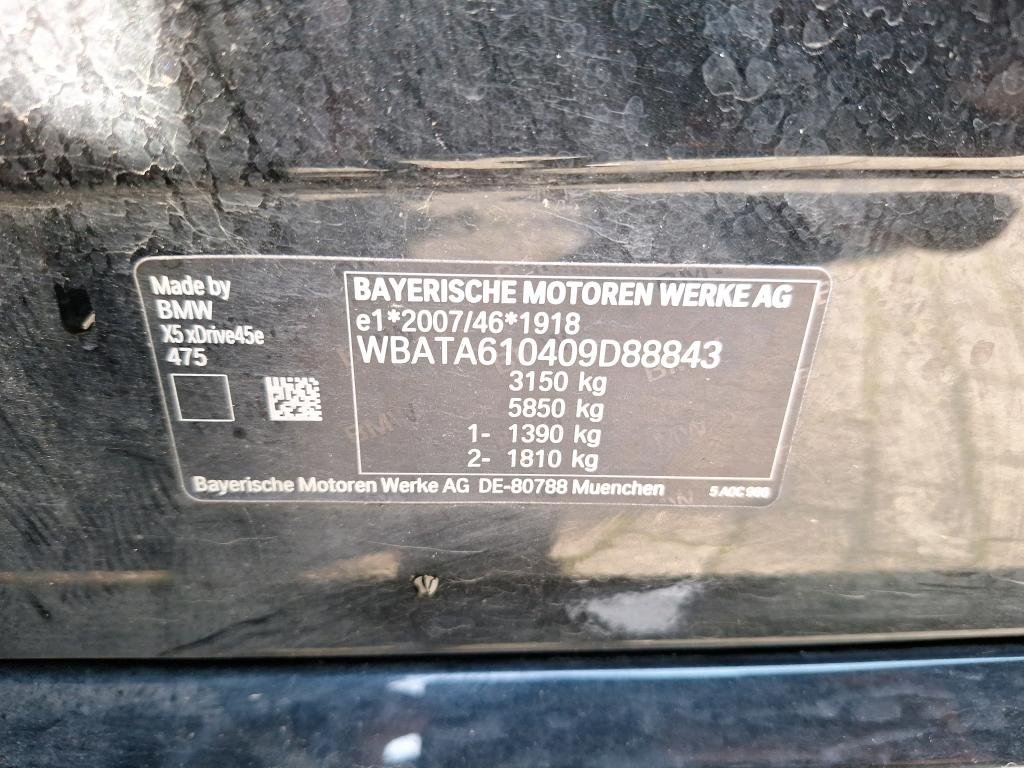 Made by
BMW
X5 xDrive45e
475
BAYERISCHE MOTOREN WERKE AG
e1*2007/46*1918
WBATA610409D88843
3150 kg
5850 kg
1- 1390 kg
2- 1810 kg
Bayerische Motoren Werke AG DE-80788 Muenchen